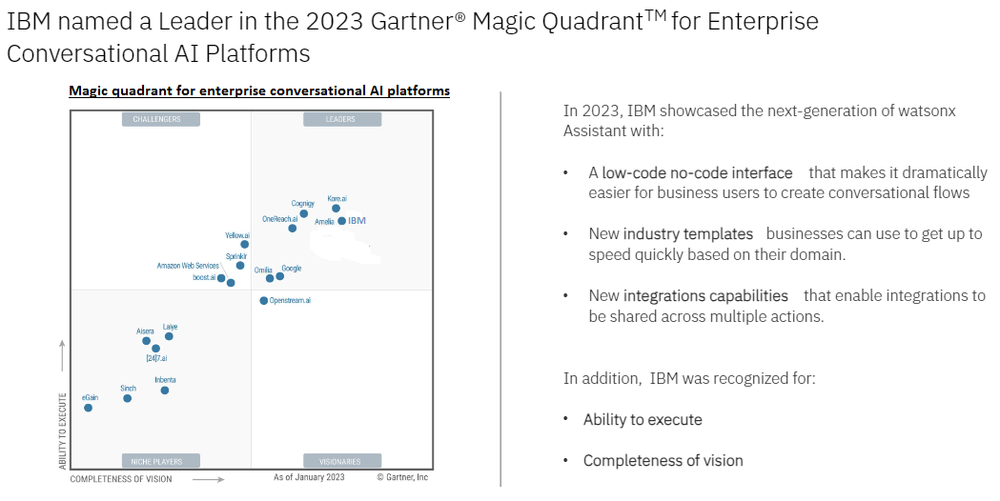 IBM named a Leader in the 2023 Gartner® Magic Quadrant™ for Enterprise
Conversational AI Platforms
Magic quadrant for enterprise conversational AI platforms
CHALLENGERS
LEADERS
Kore.ai
Cognigy
OneReach.ai
Amelia
IBM
Yellow.ai
Sprinklr
Amazon Web Services
boost.ai
Omilia
Google
Openstream.ai
Aisera
Laiye
[24]7.ai
Inbenta
Sinch
eGain
NICHE PLAYERS
VISIONARIES
ABILITY TO EXECUTE
COMPLETENESS OF VISION
As of January 2023
© Gartner, Inc
In 2023, IBM showcased the next-generation of watsonx
Assistant with:
• A low-code no-code interface that makes it dramatically
easier for business users to create conversational flows
• New industry templates businesses can use to get up to
speed quickly based on their domain.
• New integrations capabilities that enable integrations to
be shared across multiple actions.
In addition, IBM was recognized for:
• Ability to execute
• Completeness of vision